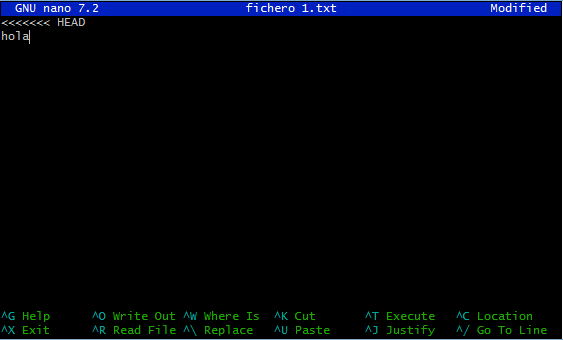 GNU nano 7.2 fichero 1.txt Modified
<<<<<<< HEAD
hola
^G Help ^O Write Out ^W Where Is ^K Cut ^T Execute ^C Location
^X Exit ^R Read File ^\ Replace ^U Paste ^J Justify ^/ Go To Line